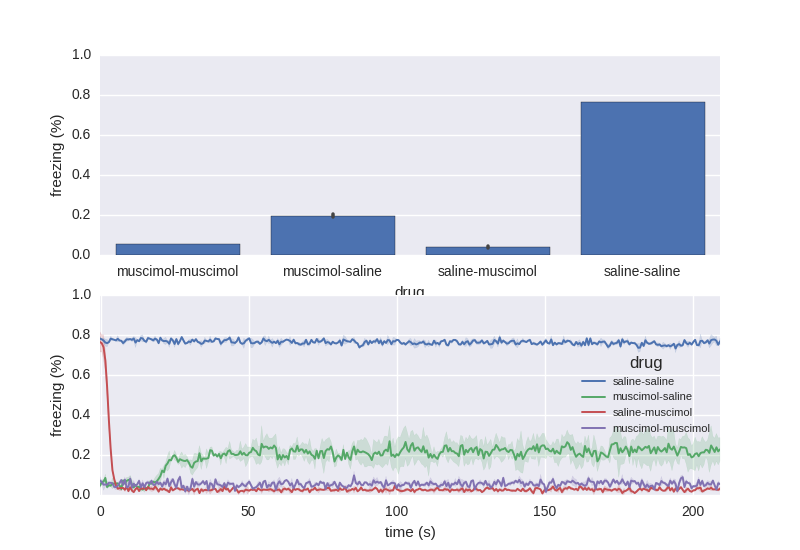 1.0
0.8
0.6
0.4
0.2
0.0
freezing (%)
muscimol-muscimol muscimol-saline saline-muscimol saline-saline
drug
1.0
0.8
0.6
0.4
0.2
0.0
freezing (%)
drug
saline-saline
muscimol-saline
saline-muscimol
muscimol-muscimol
0 50 100 150 200
time (s)